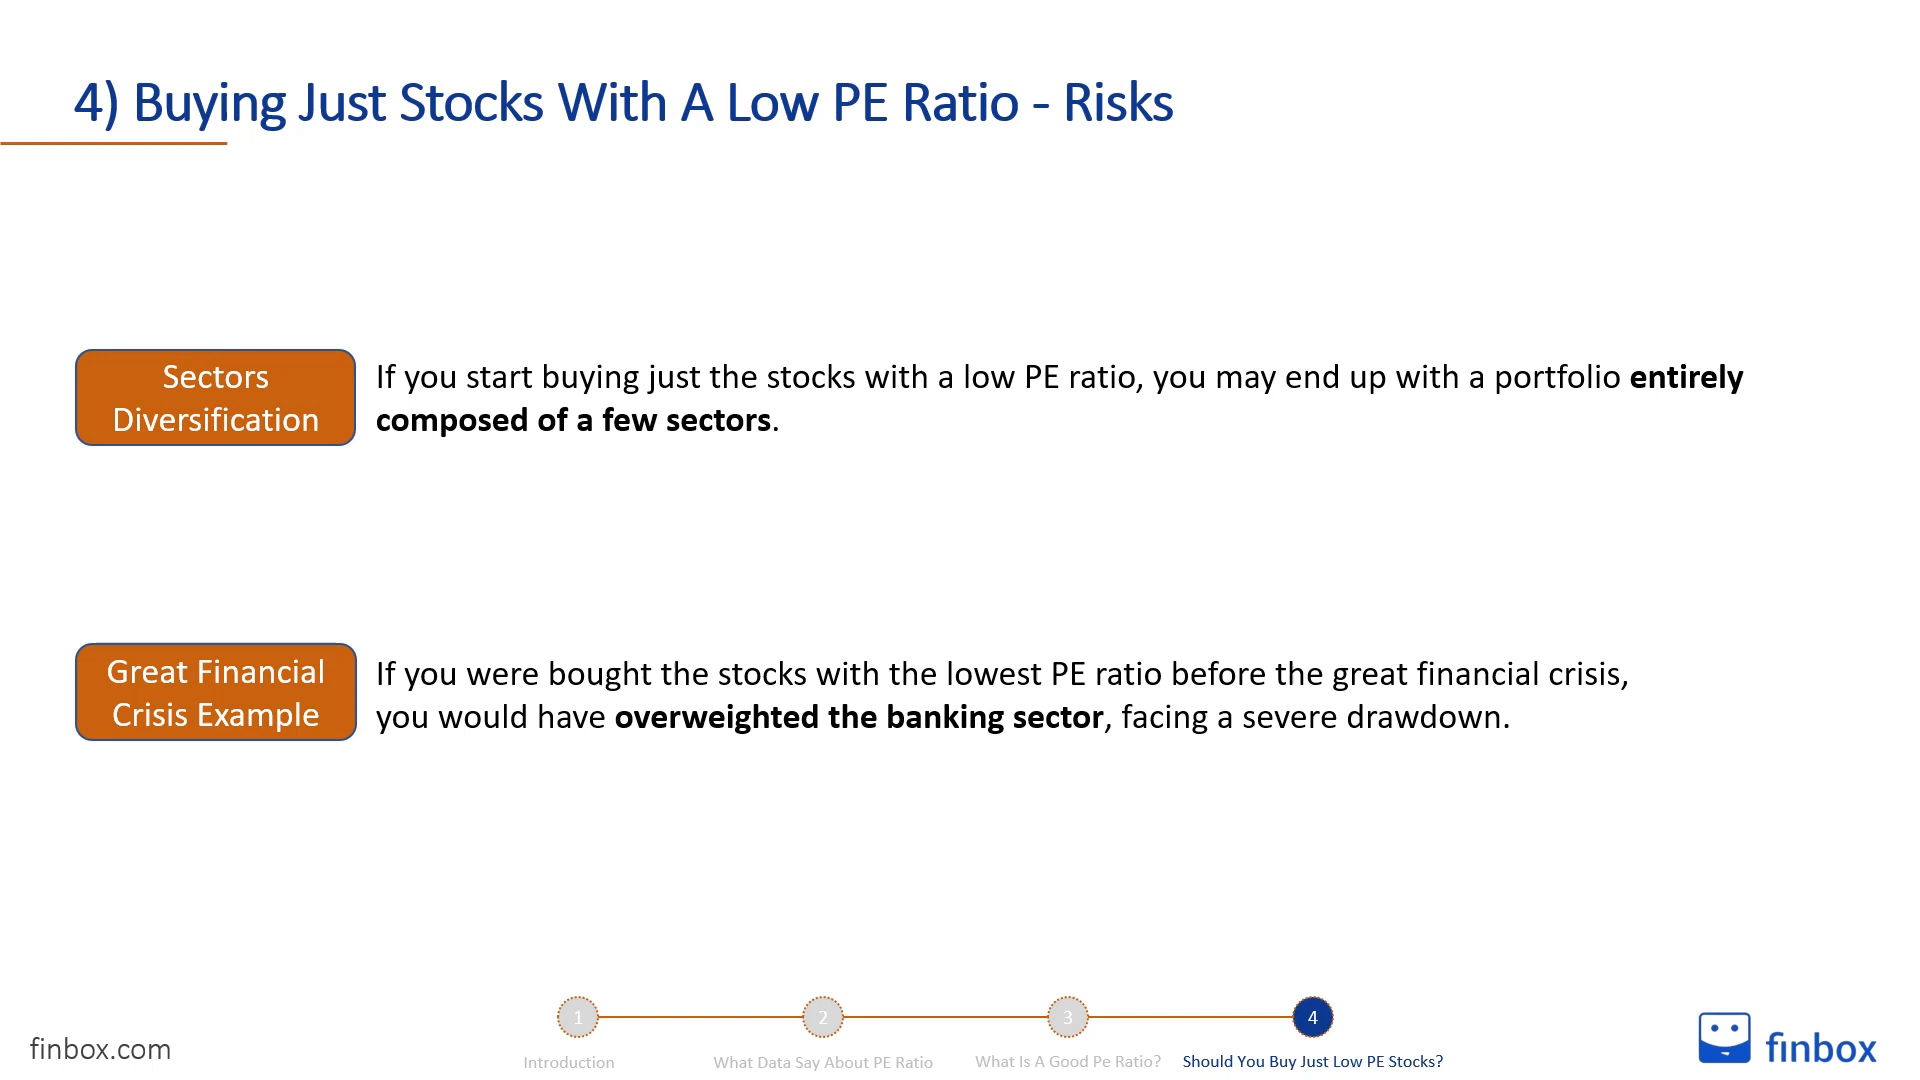 4) Buying Just Stocks With A Low PE Ratio - Risks
Sectors
Diversification
If you start buying just the stocks with a low PE ratio, you may end up with a portfolio entirely
composed of a few sectors.
Great Financial
Crisis Example
If you were bought the stocks with the lowest PE ratio before the great financial crisis,
you would have overweighted the banking sector, facing a severe drawdown.
1
2
3
4
Introduction
What Data Say About PE Ratio
What Is A Good Pe Ratio?
Should You Buy Just Low PE Stocks?
finbox.com
finbox